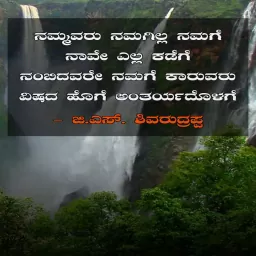 ನಮ್ಮವರು ನಮಗಿಲ್ಲ ನಮಗೆ
ನಾವೇ ಎಲ್ಲ ಕಡೆಗೆ
ನಂಬಿದವರೇ ನಮಗೆ ಕಾರುವರು
ವಿಷದ ಹೊಗೆ ಅಂತರ್ಯದೊಳಗೆ
- ಬಿ.ಎಸ್. ಶಿವರುದ್ರಪ್ಪ